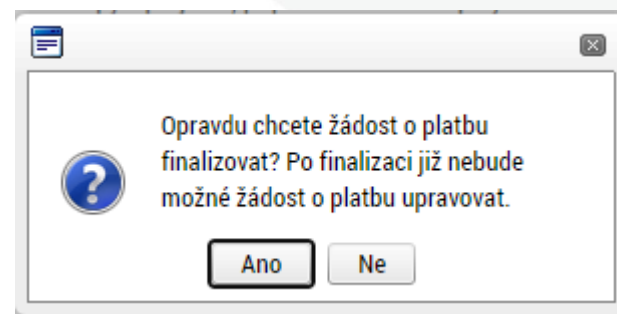 Opravdu chcete žádost o platbu
finalizovat? Po finalizaci již nebude
možné žádost o platbu upravovat.
Ano
Ne